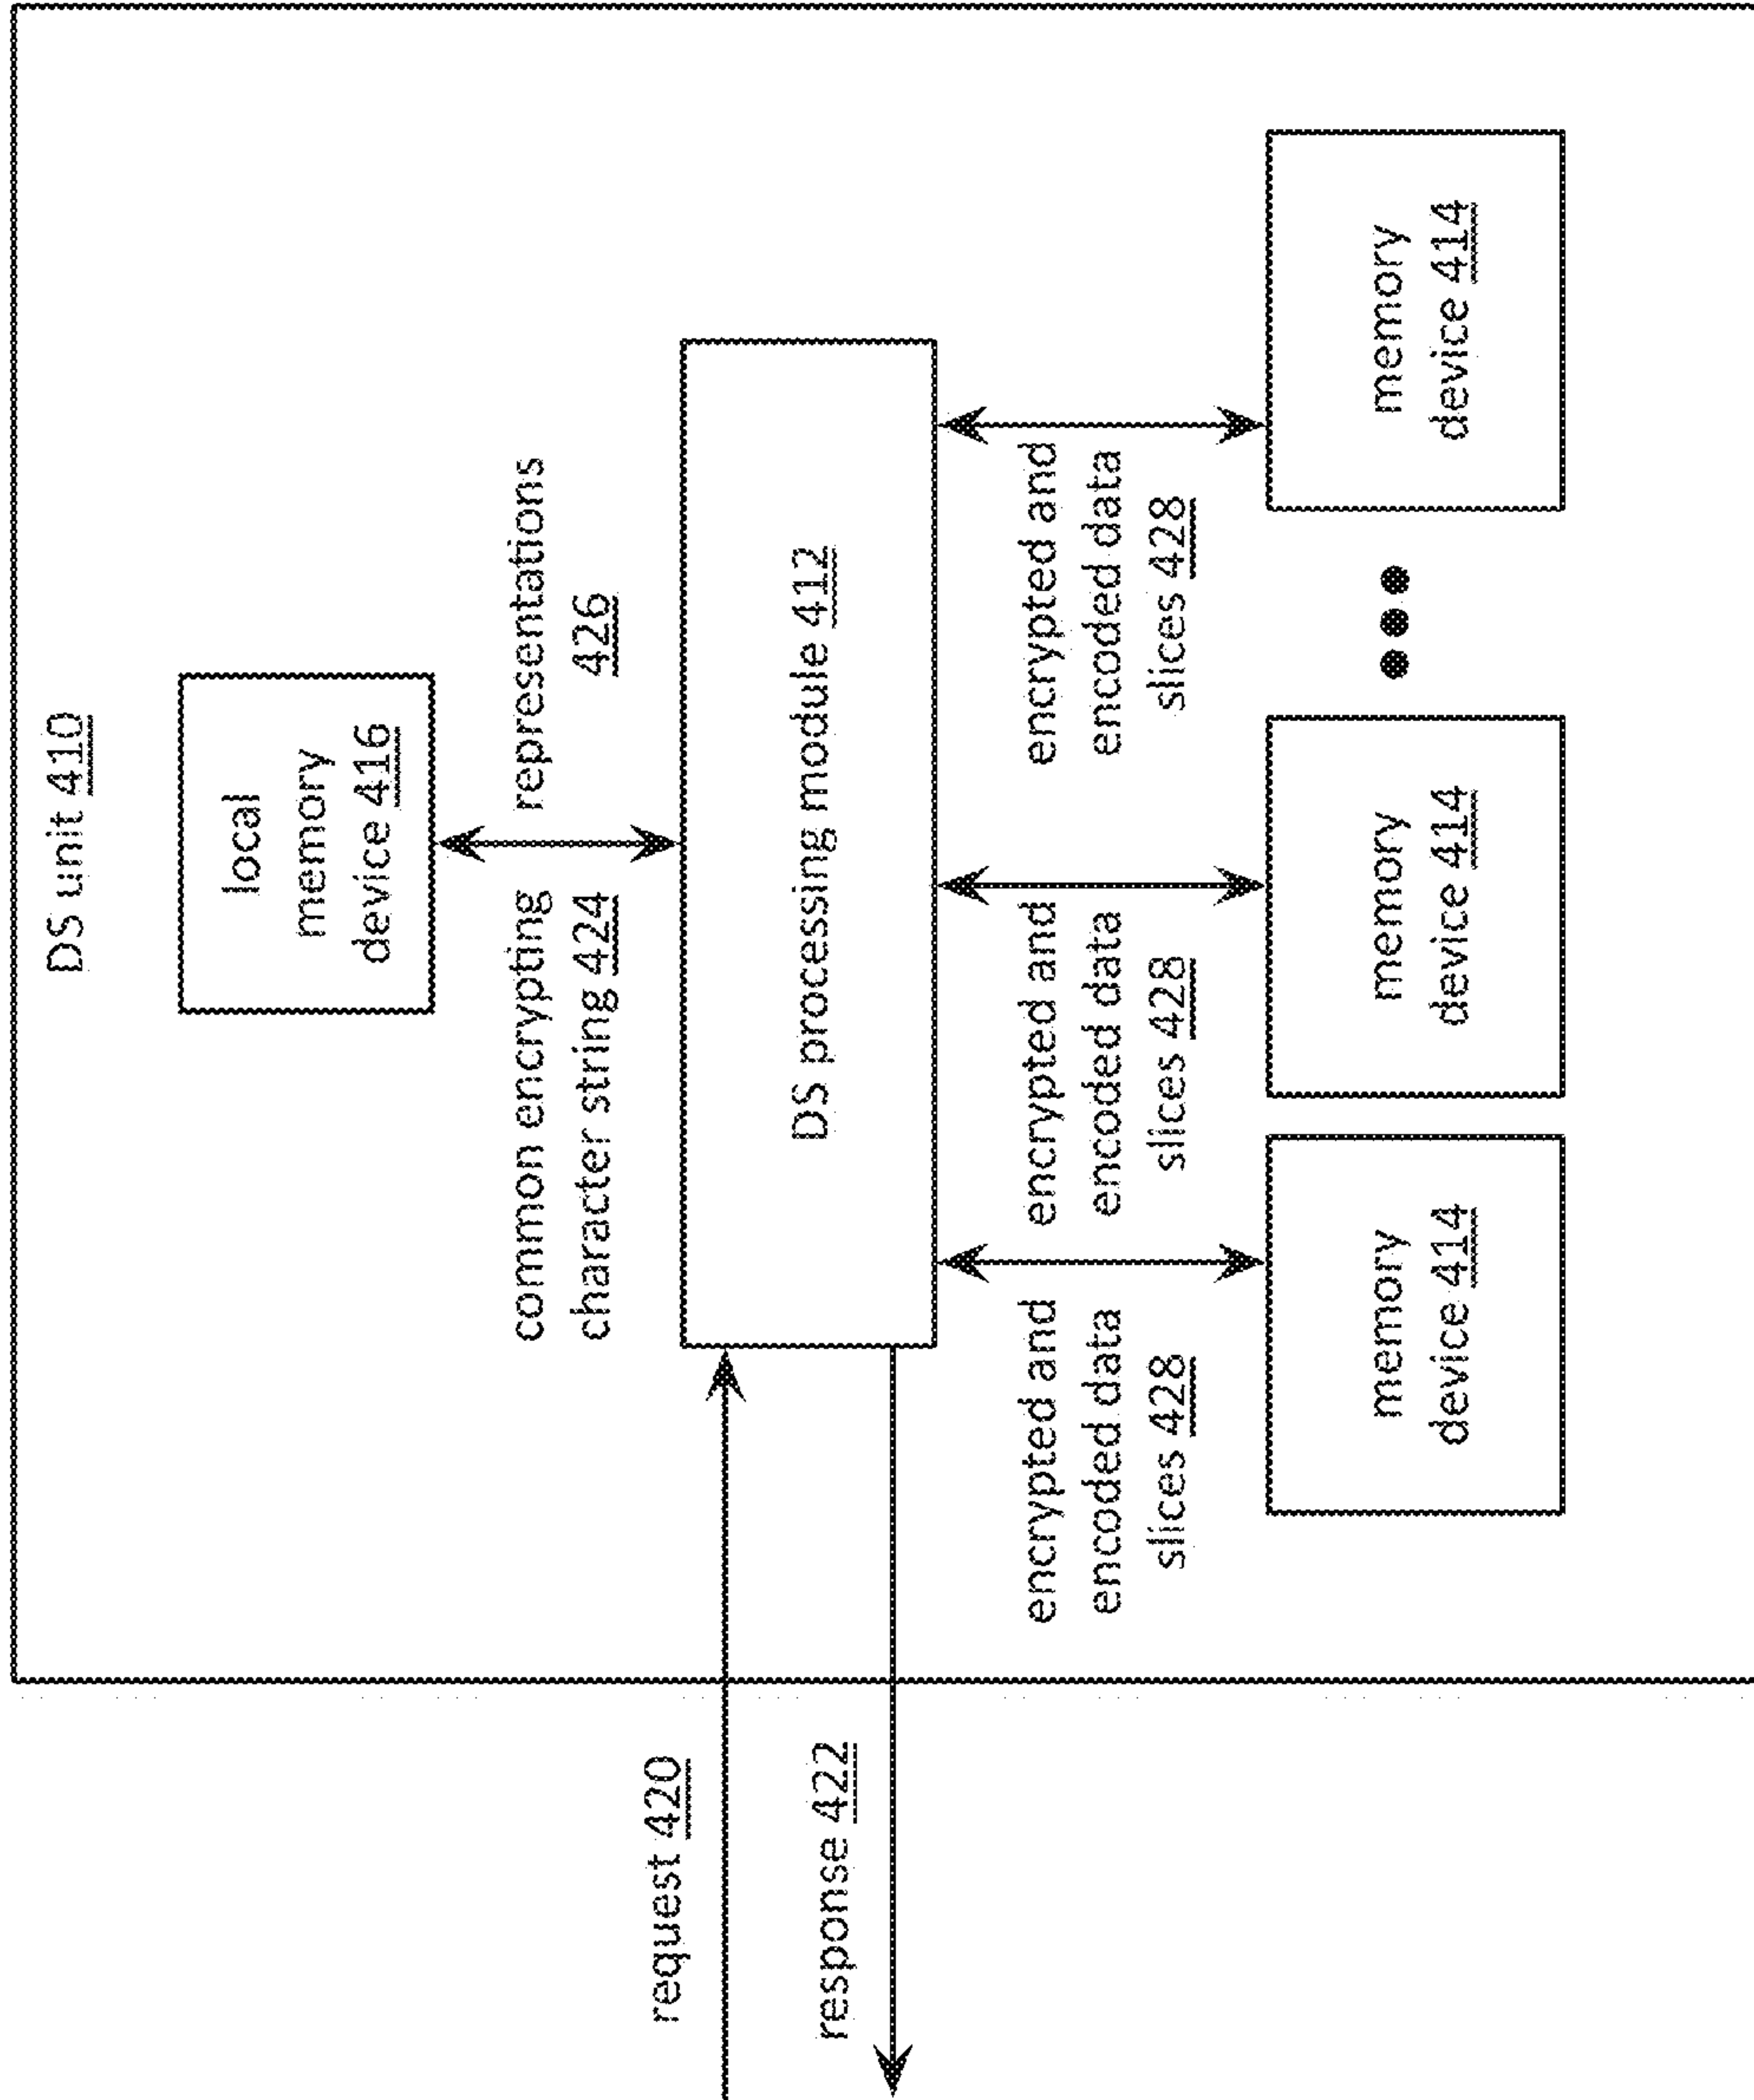 DS unit 410
local
memory
device 416
common encrypting
character string 424
representations
426
request 420
response 422
DS processing module 412
encrypted and
encoded data
slices 428
encrypted and
encoded data
slices 428
encrypted and
encoded data
slices 428
memory
device 414
memory
device 414
memory
device 414